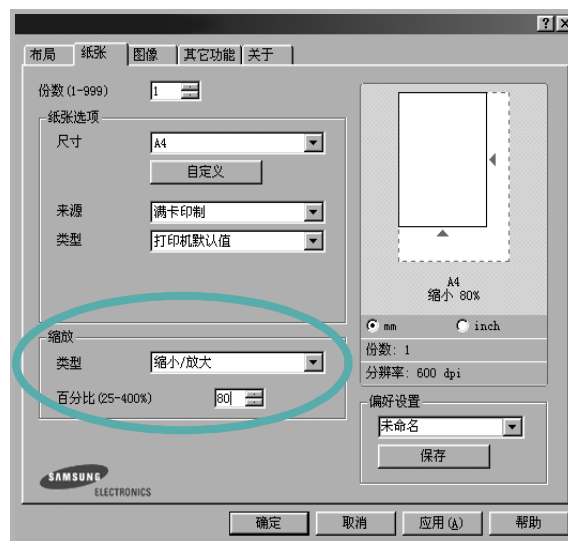 布局 纸张 图像 其它功能 关于
份数(1-999) 1
纸张选项
尺寸 A4
自定义
来源 满卡印制
类型 打印机默认值
A4
缩小 80%
mm inch
份数: 1
分辨率: 600 dpi
缩放
类型 缩小/放大
百分比(25-400%) 80
偏好设置
未命名
保存
SAMSUNG
ELECTRONICS
确定 取消 应用(A) 帮助